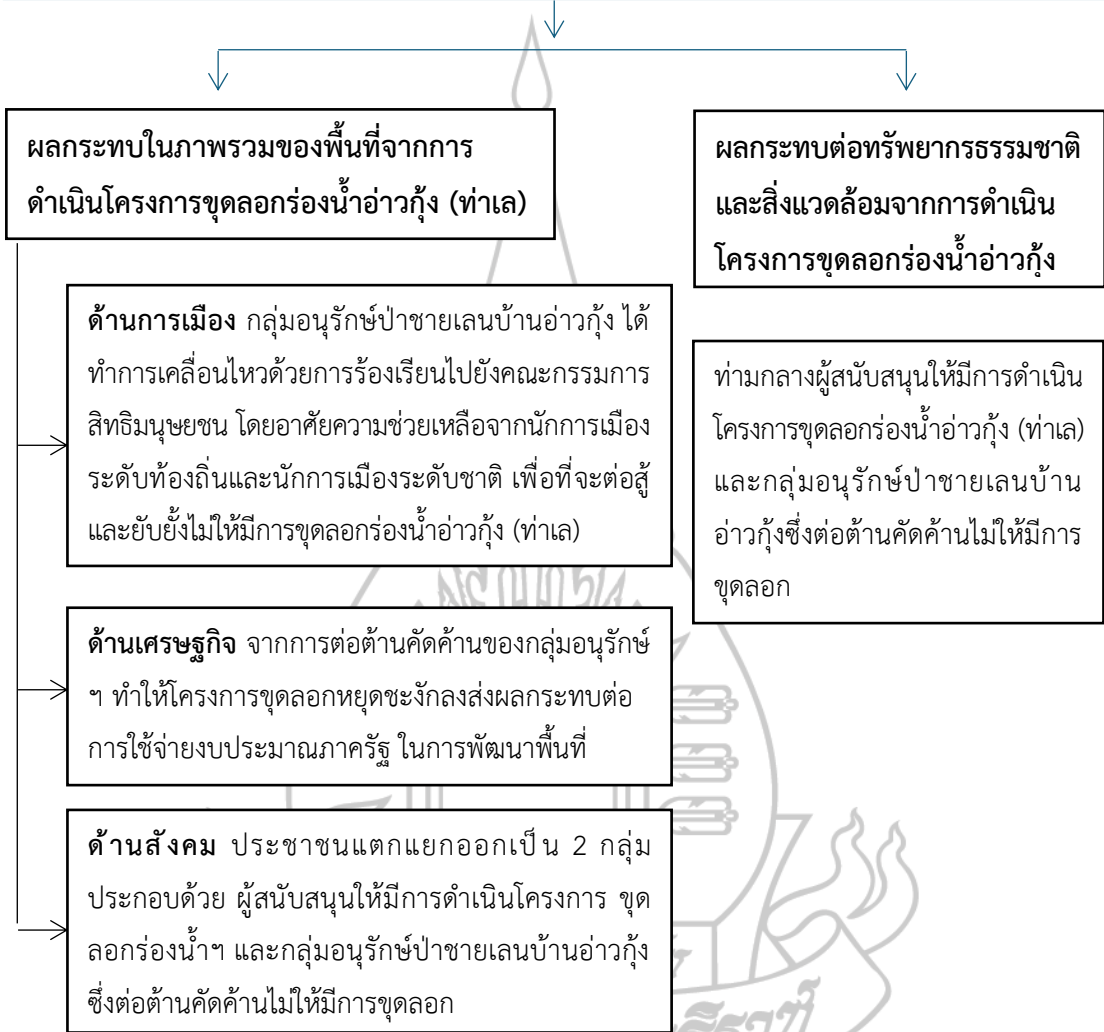 ผลกระทบในภาพรวมของพื้นที่จากการ
ดำเนินโครงการขุดลอกร่องน้ำอ่าวกุ้ง (ท่าเล)
ผลกระทบต่อทรัพยากรธรรมชาติ
และสิ่งแวดล้อมจากการดำเนิน
โครงการขุดลอกร่องน้ำอ่าวกุ้ง
ด้านการเมือง กลุ่มอนุรักษ์ป่าชายเลนบ้านอ่าวกุ้ง ได้
ทำการเคลื่อนไหวด้วยการร้องเรียนไปยังคณะกรรมการ
สิทธิมนุษยชน โดยอาศัยความช่วยเหลือจากนักการเมือง
ระดับท้องถิ่นและนักการเมืองระดับชาติ เพื่อที่จะต่อสู้
และยับยั้งไม่ให้มีการขุดลอกร่องน้ำอ่าวกุ้ง (ท่าเล)
ท่ามกลางผู้สนับสนุนให้มีการดำเนิน
โครงการขุดลอกร่องน้ำอ่าวกุ้ง (ท่าเล)
และกลุ่มอนุรักษ์ป่าชายเลนบ้าน
อ่าวกุ้งซึ่งต่อต้านคัดค้านไม่ให้มีการ
ขุดลอก
ด้านเศรษฐกิจ จากการต่อต้านคัดค้านของกลุ่มอนุรักษ์
ฯ ทำให้โครงการขุดลอกหยุดชะงักลงส่งผลกระทบต่อ
การใช้จ่ายงบประมาณภาครัฐ ในการพัฒนาพื้นที่
ด้านสังคม ประชาชนแตกแยกออกเป็น 2 กลุ่ม
ประกอบด้วย ผู้สนับสนุนให้มีการดำเนินโครงการ ขุด
ลอกร่องน้ำฯ และกลุ่มอนุรักษ์ป่าชายเลนบ้านอ่าวกุ้ง
ซึ่งต่อต้านคัดค้านไม่ให้มีการขุดลอก